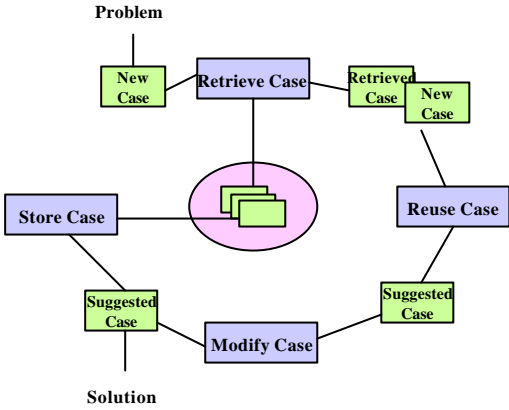 Problem
New
Case
Retrieve Case
Retrieved
Case
New
Case
Store Case
Reuse Case
Suggested
Case
Suggested
Case
Modify Case
Solution